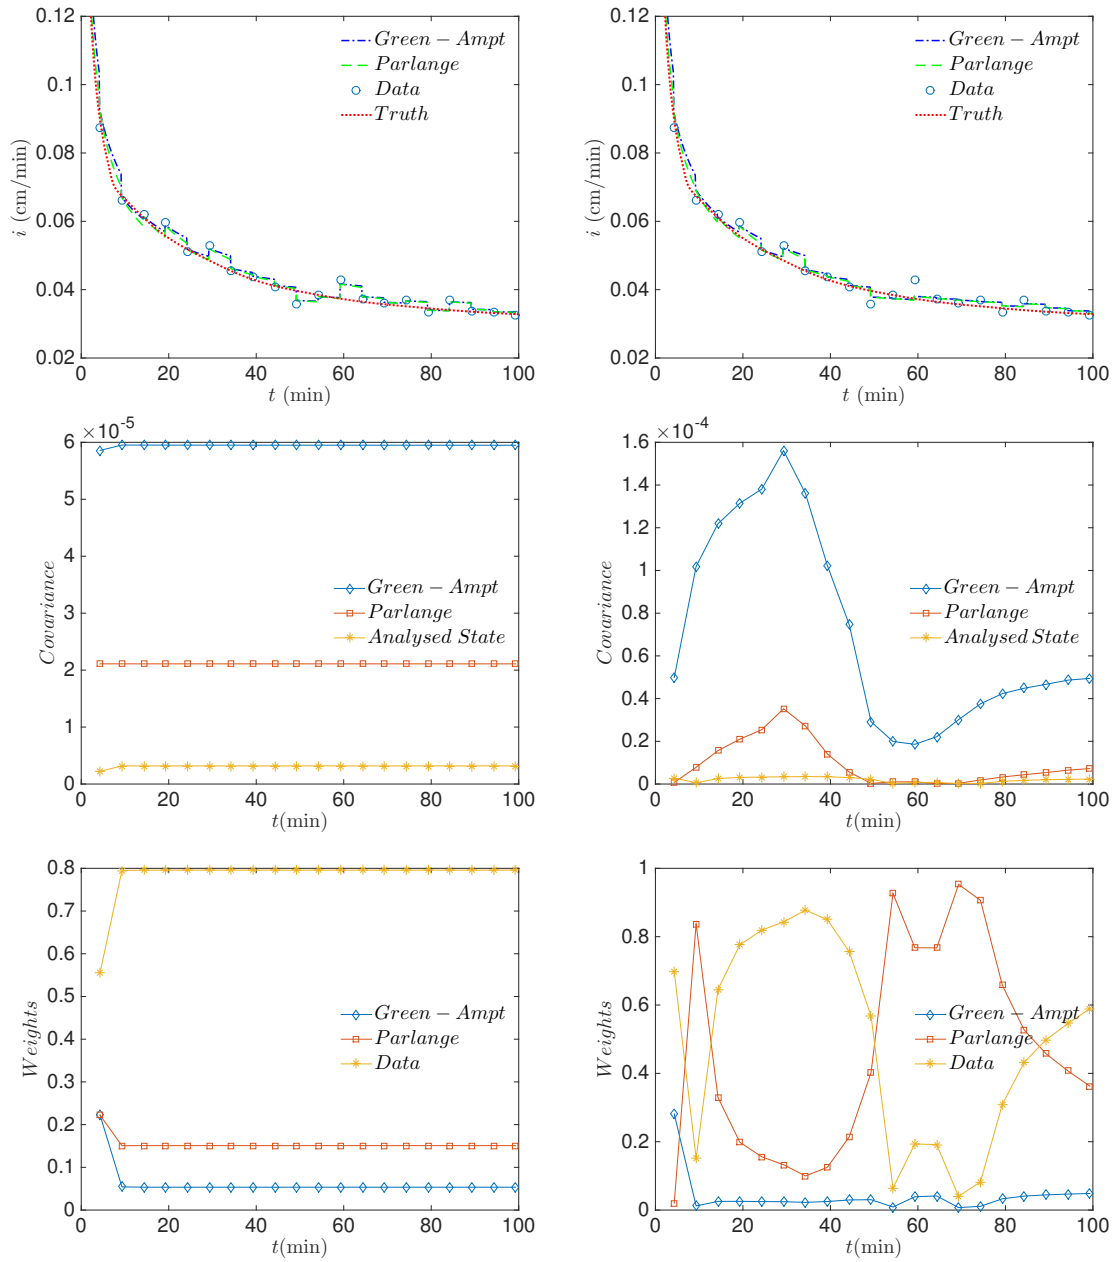 0.12
0.1
0.08
0.06
0.04
0.02
i (cm/min)
Green − Ampt
Parlange
Data
Truth
0 20 40 60 80 100
t (min)
0.12
0.1
0.08
0.06
0.04
0.02
i (cm/min)
Green − Ampt
Parlange
Data
Truth
0 20 40 60 80 100
t (min)
×10-5
6
5
4
3
2
1
0
Covariance
Green − Ampt
Parlange
Analysed State
0 20 40 60 80 100
t(min)
×10-4
1.6
1.4
1.2
1
0.8
0.6
0.4
0.2
0
Covariance
Green − Ampt
Parlange
Analysed State
0 20 40 60 80 100
t(min)
0.8
0.7
0.6
0.5
0.4
0.3
0.2
0.1
0
Weights
Green − Ampt
Parlange
Data
0 20 40 60 80 100
t(min)
1
0.8
0.6
0.4
0.2
0
Weights
Green − Ampt
Parlange
Data
0 20 40 60 80 100
t(min)